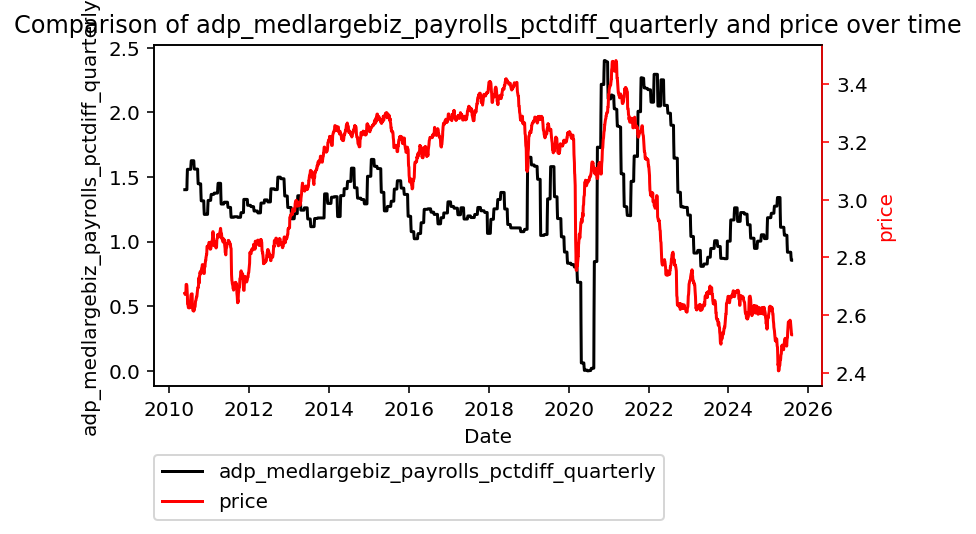 Comparison of adp_medlargebiz_payrolls_pctdiff_quarterly and price over time
adp_medlargebiz_payrolls_pctdiff_quarterly
2.5
2.0
1.5
1.0
0.5
0.0
3.4
3.2
3.0
2.8
2.6
2.4
price
2010 2012 2014 2016 2018 2020 2022 2024 2026
Date
adp_medlargebiz_payrolls_pctdiff_quarterly
price